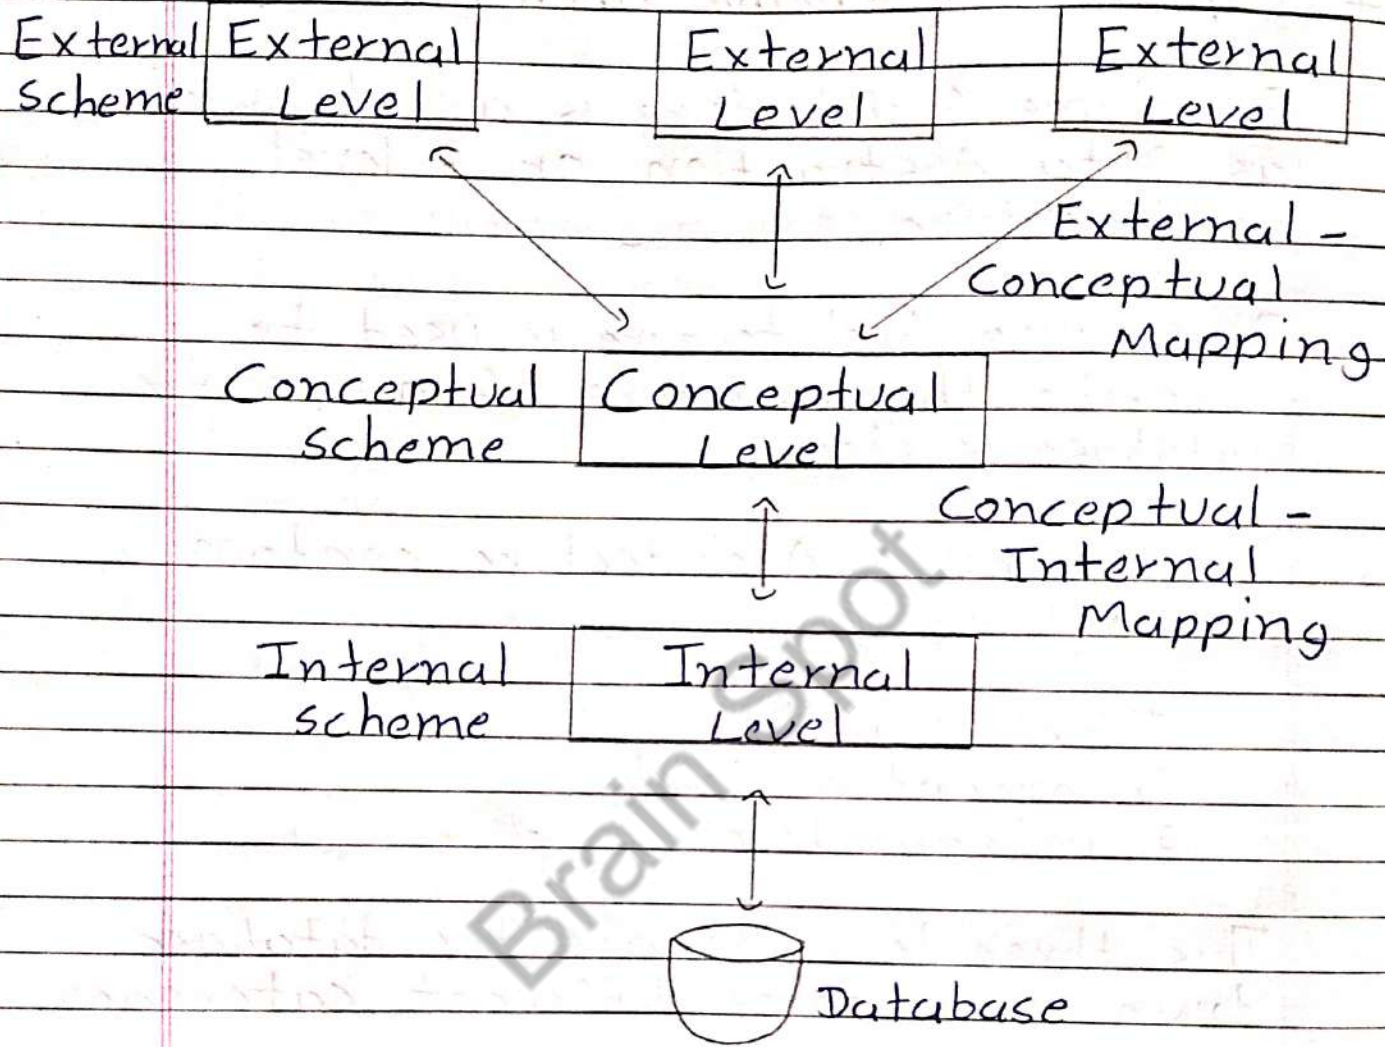 External
scheme
External
Level
External
Level
External
Level
External -
Conceptual
Mapping
Conceptual
scheme
Conceptual
Level
Conceptual -
Internal
Mapping
Internal
scheme
Internal
Level
Database
Brain Spot